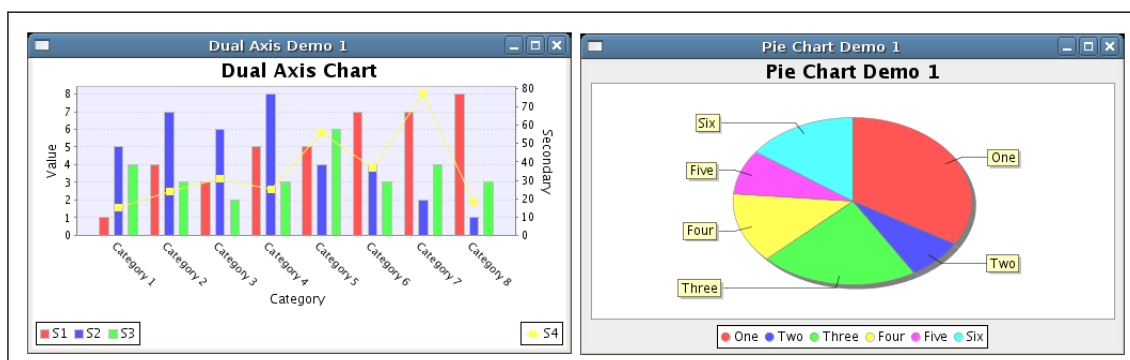 Dual Axis Demo 1
Dual Axis Chart
Value
8
7
6
5
4
3
2
1
0
80
70
60
50
40
30
20
10
0
Secondary
Category 1
Category 2
Category 3
Category 4
Category 5
Category 6
Category 7
Category 8
Category
S1 S2 S3
S4
Pie Chart Demo 1
Pie Chart Demo 1
Six
One
Five
Four
Two
Three
One Two Three Four Five Six